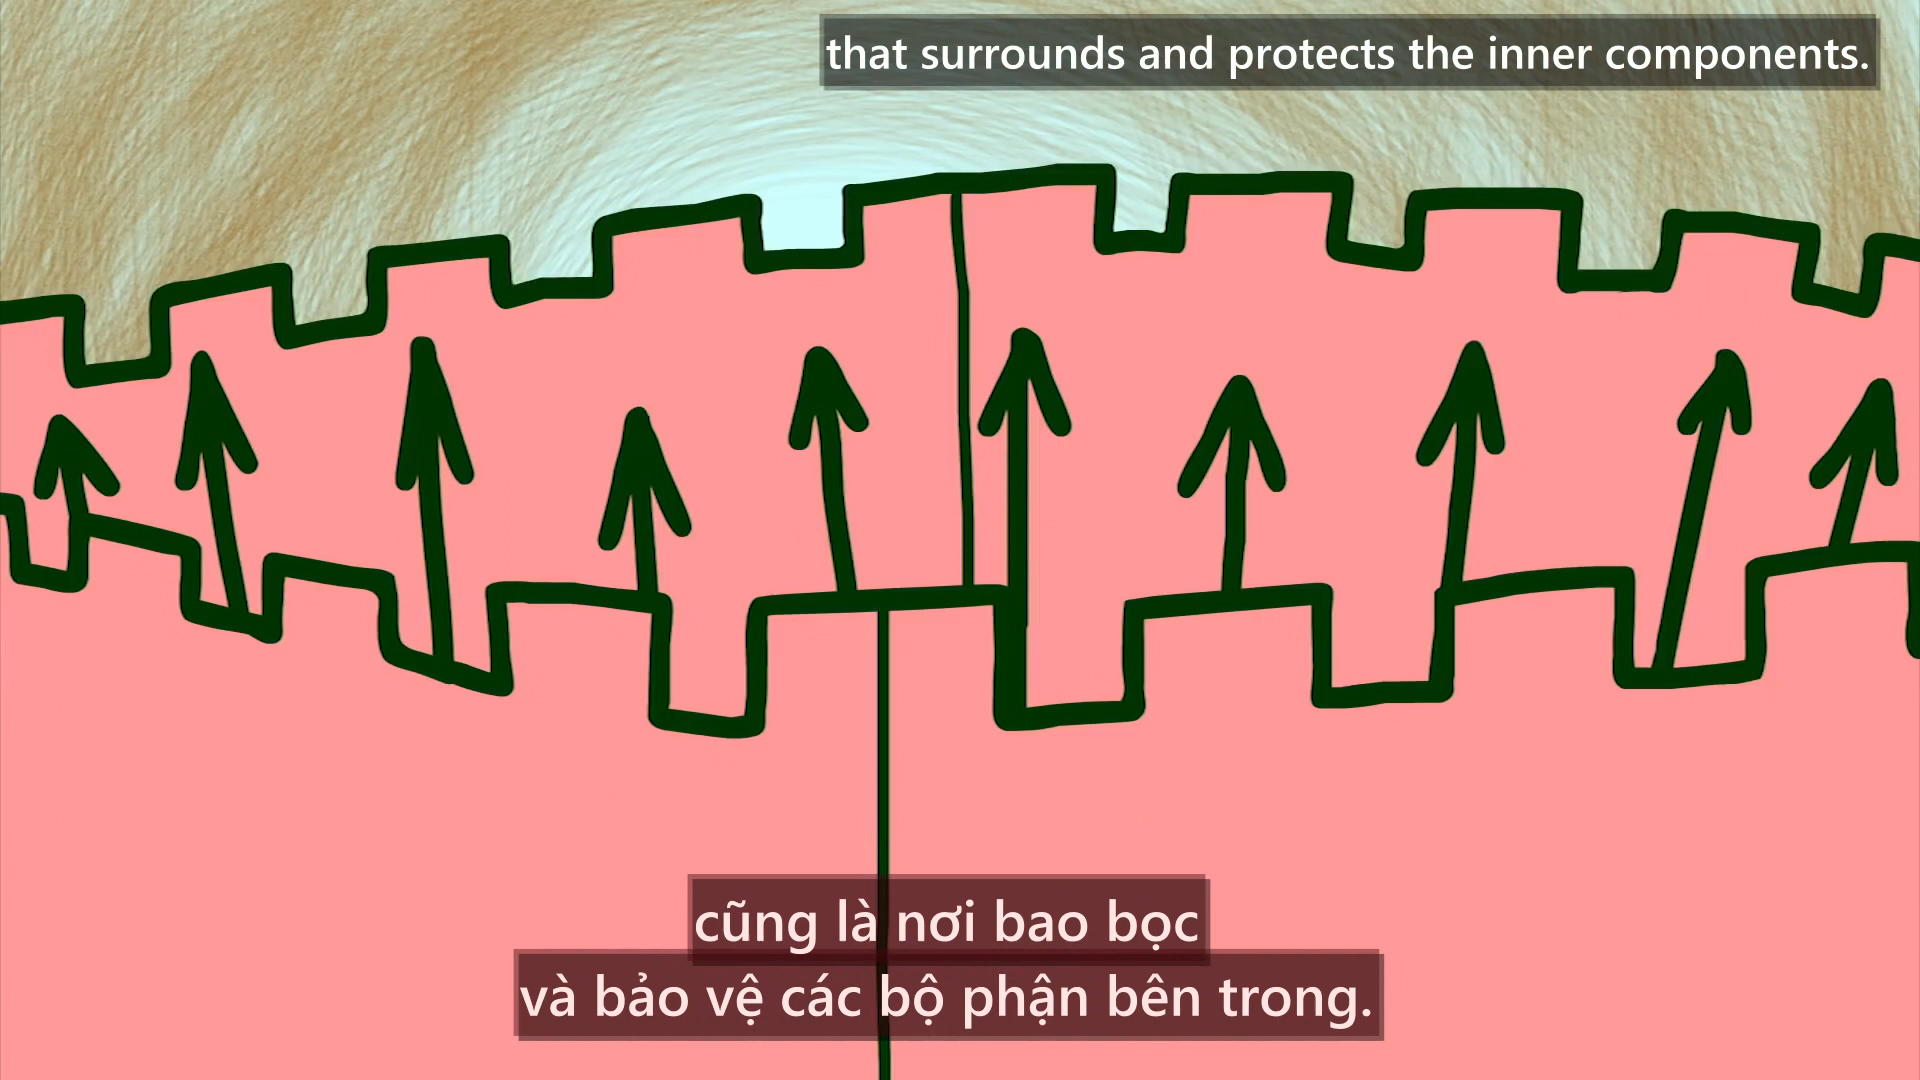 that surrounds and protects the inner components.
cũng là nơi bao bọc
và bảo vệ các bộ phận bên trong.